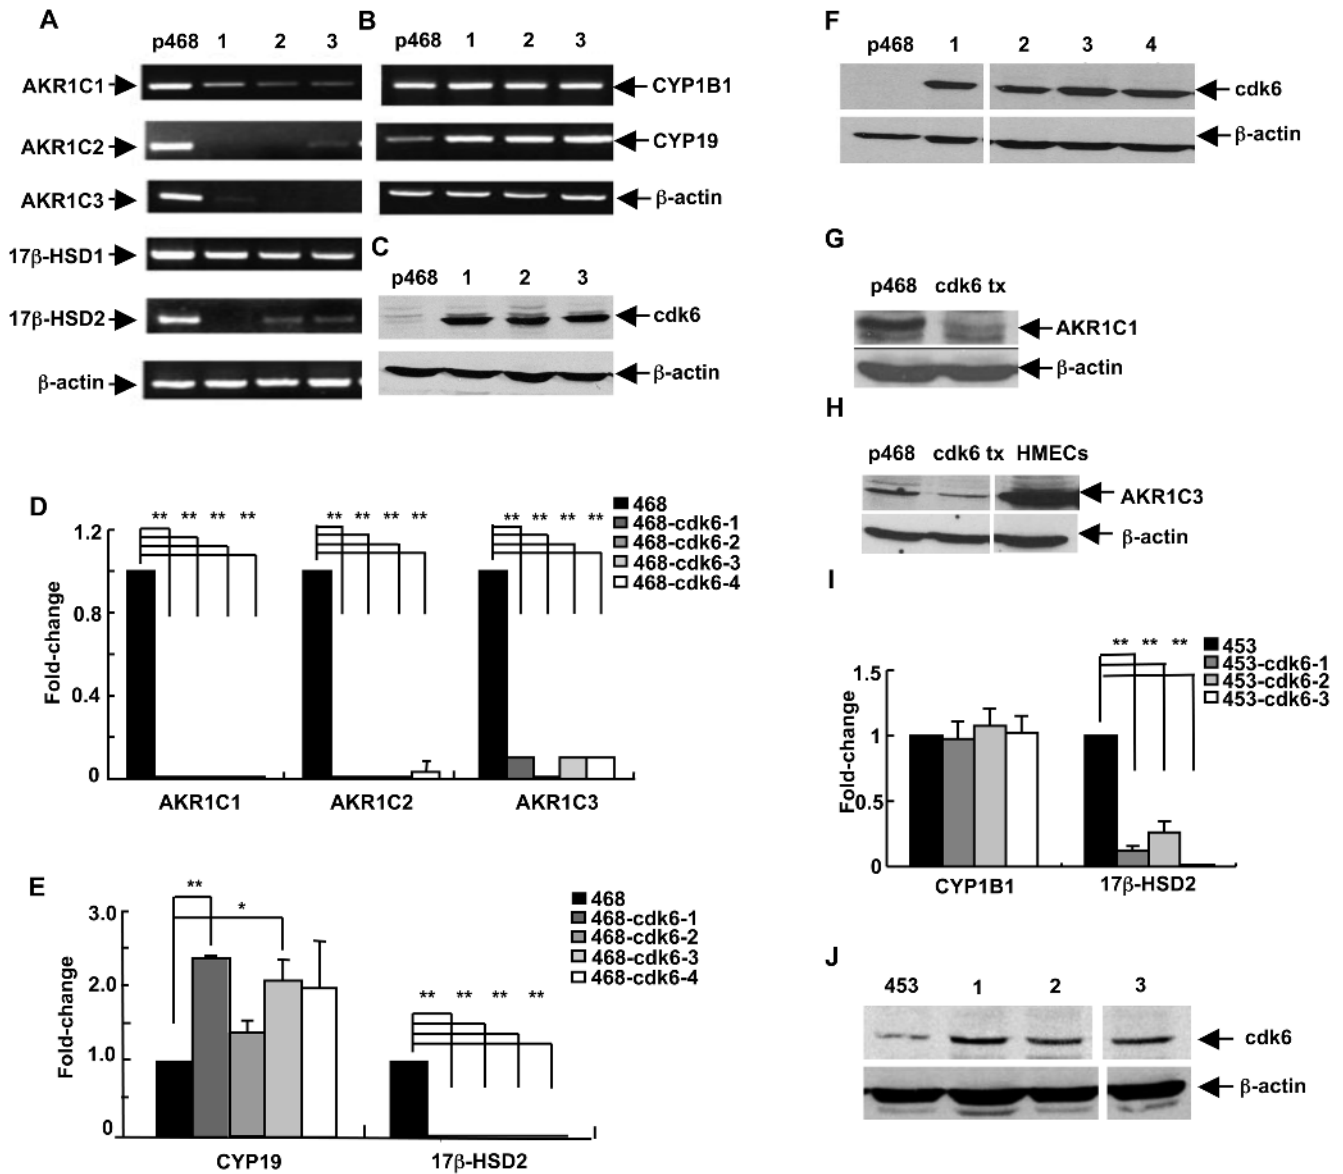 A
p468 1 2 3
AKR1C1
AKR1C2
AKR1C3
17β-HSD1
17β-HSD2
β-actin
B
p468 1 2 3
CYP1B1
CYP19
β-actin
C
p468 1 2 3
cdk6
β-actin
D
** ** ** **
** ** ** **
** ** ** **
468
468-cdk6-1
468-cdk6-2
468-cdk6-3
468-cdk6-4
Fold-change
1.2
0.8
0.4
0
AKR1C1 AKR1C2 AKR1C3
E
**
*
** ** ** **
468
468-cdk6-1
468-cdk6-2
468-cdk6-3
468-cdk6-4
Fold-change
3.0
2.0
1.0
0
CYP19 17β-HSD2
F
p468 1 2 3 4
cdk6
β-actin
G
p468 cdk6 tx
AKR1C1
β-actin
H
p468 cdk6 tx HMECs
AKR1C3
β-actin
I
** ** **
453
453-cdk6-1
453-cdk6-2
453-cdk6-3
Fold-change
1.5
1
0.5
0
CYP1B1 17β-HSD2
J
453 1 2 3
cdk6
β-actin